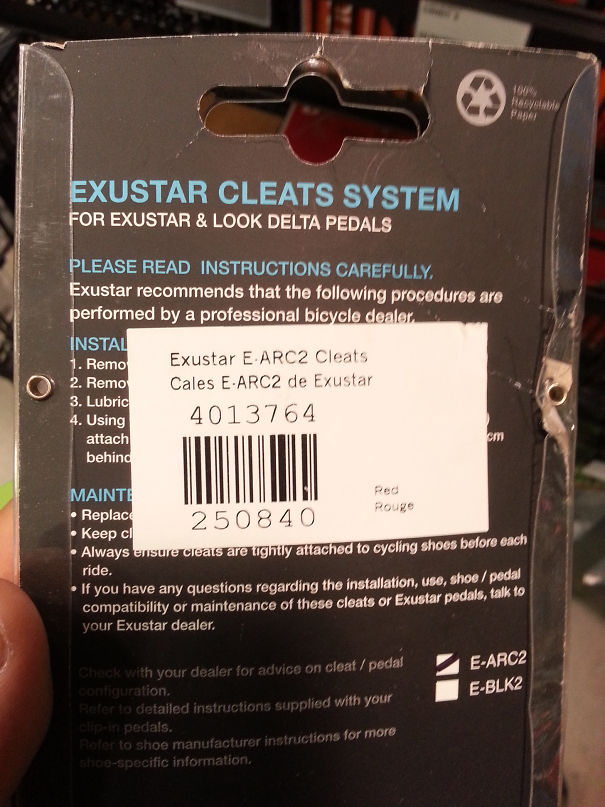 100%
Recyclable
Paper
EXUSTAR CLEATS SYSTEM
FOR EXUSTAR & LOOK DELTA PEDALS
PLEASE READ INSTRUCTIONS CAREFULLY.
Exustar recommends that the following procedures are
performed by a professional bicycle dealer.
INSTAL
1. Remo
2. Remo
3. Lubric
4. Using
attach cm
behind
Exustar E-ARC2 Cleats
Cales E-ARC2 de Exustar
4013764
250840
Red
Rouge
MAINTE
• Replace
• Keep cl
• Always ensure cleats are tightly attached to cycling shoes before each
ride.
• If you have any questions regarding the installation, use, shoe / pedal
compatibility or maintenance of these cleats or Exustar pedals, talk to
your Exustar dealer.
Check with your dealer for advice on cleat / pedal
configuration.
Refer to detailed instructions supplied with your
clip-in pedals.
Refer to shoe manufacturer instructions for more
shoe-specific information.
E-ARC2
E-BLK2